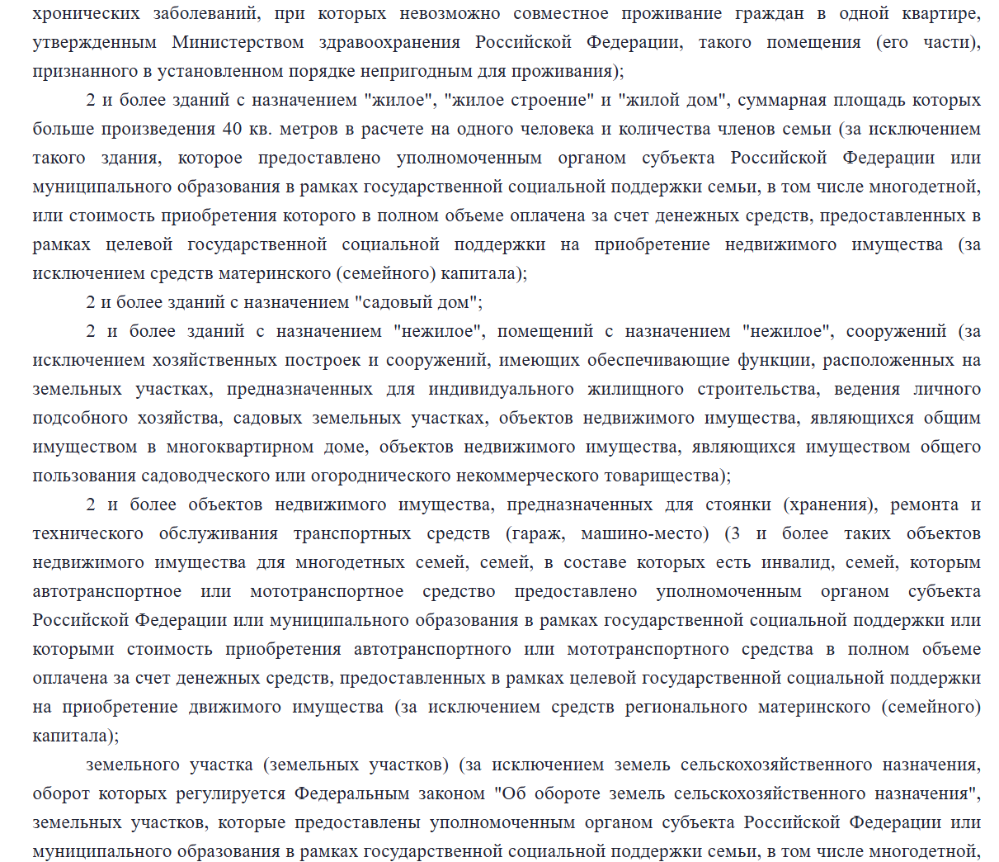 хронических заболеваний, при которых невозможно совместное проживание граждан в одной квартире,
утвержденным Министерством здравоохранения Российской Федерации, такого помещения (его части),
признанного в установленном порядке непригодным для проживания);
2 и более зданий с назначением "жилое", "жилое строение" и "жилой дом", суммарная площадь которых
больше произведения 40 кв. метров в расчете на одного человека и количества членов семьи (за исключением
такого здания, которое предоставлено уполномоченным органом субъекта Российской Федерации или
муниципального образования в рамках государственной социальной поддержки семьи, в том числе многодетной,
или стоимость приобретения которого в полном объеме оплачена за счет денежных средств, предоставленных в
рамках целевой государственной социальной поддержки на приобретение недвижимого имущества (за
исключением средств материнского (семейного) капитала);
2 и более зданий с назначением "садовый дом";
2 и более зданий с назначением "нежилое", помещений с назначением "нежилое", сооружений (за
исключением хозяйственных построек и сооружений, имеющих обеспечивающие функции, расположенных на
земельных участках, предназначенных для индивидуального жилищного строительства, ведения личного
подсобного хозяйства, садовых земельных участках, объектов недвижимого имущества, являющихся общим
имуществом в многоквартирном доме, объектов недвижимого имущества, являющихся имуществом общего
пользования садоводческого или огороднического некоммерческого товарищества);
2 и более объектов недвижимого имущества, предназначенных для стоянки (хранения), ремонта и
технического обслуживания транспортных средств (гараж, машино-место) (3 и более таких объектов
недвижимого имущества для многодетных семей, семей, в составе которых есть инвалид, семей, которым
автотранспортное или мототранспортное средство предоставлено уполномоченным органом субъекта
Российской Федерации или муниципального образования в рамках государственной социальной поддержки или
которыми стоимость приобретения автотранспортного или мототранспортного средства в полном объеме
оплачена за счет денежных средств, предоставленных в рамках целевой государственной социальной поддержки
на приобретение движимого имущества (за исключением средств регионального материнского (семейного)
капитала);
земельного участка (земельных участков) (за исключением земель сельскохозяйственного назначения,
оборот которых регулируется Федеральным законом "Об обороте земель сельскохозяйственного назначения",
земельных участков, которые предоставлены уполномоченным органом субъекта Российской Федерации или
муниципального образования в рамках государственной социальной поддержки семьи, в том числе многодетной,